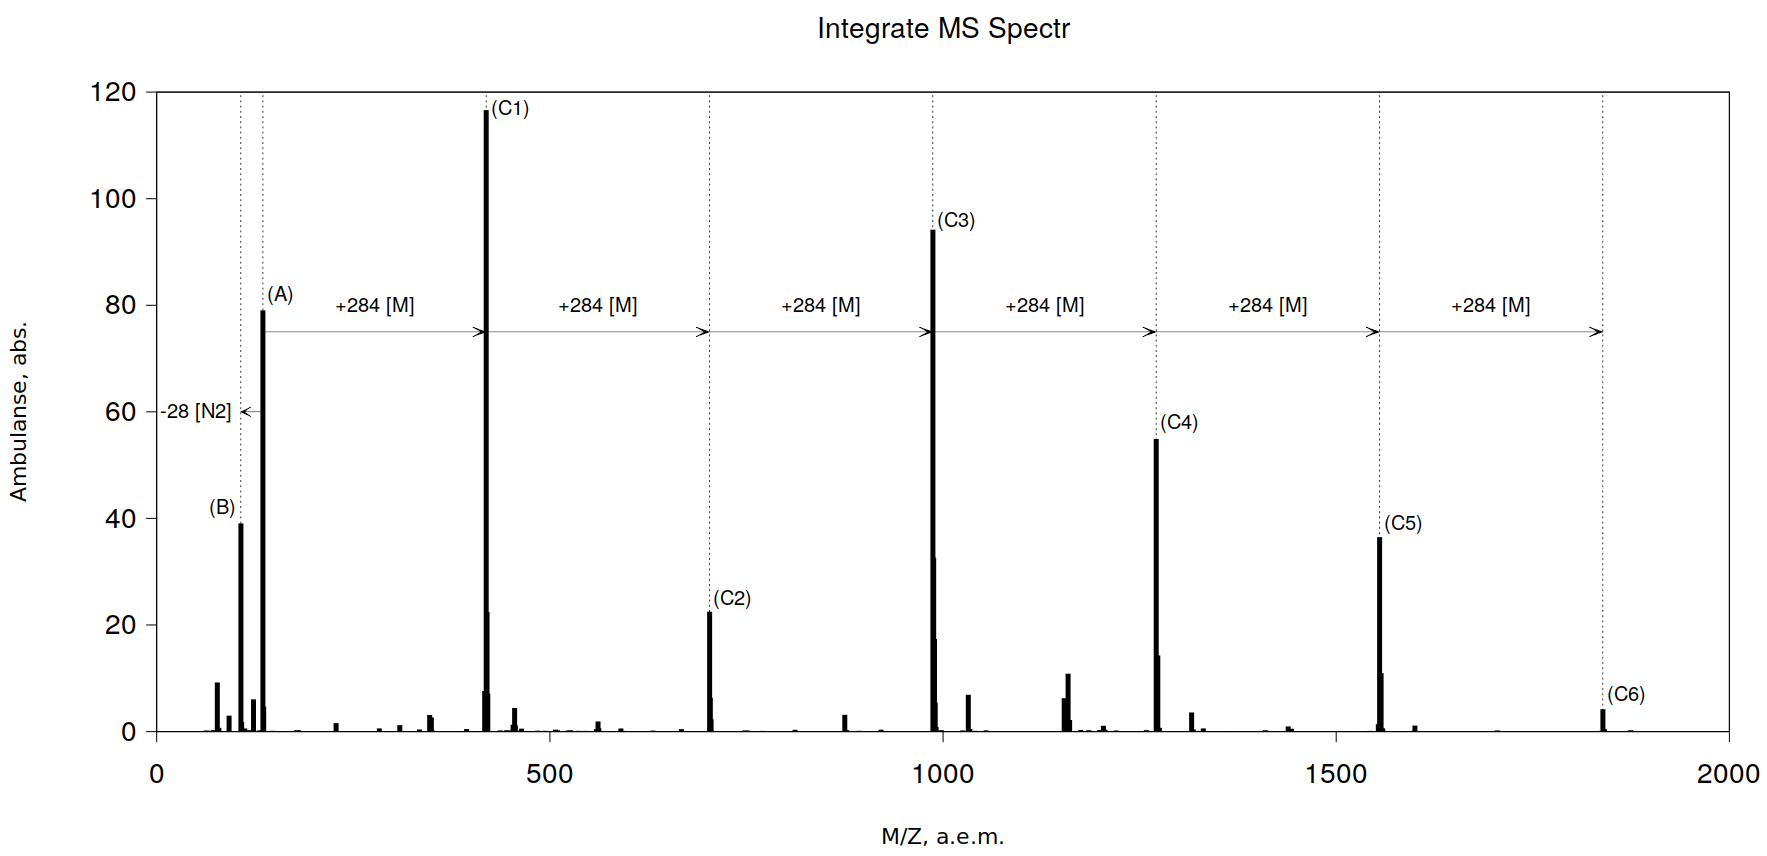 Integrate MS Spectr
120
100
80
60
40
20
0
Ambulanse, abs.
(C1)
(C3)
(A)
+284 [M]
+284 [M]
+284 [M]
+284 [M]
+284 [M]
+284 [M]
-28 [N2]
(C4)
(B)
(C5)
(C2)
(C6)
0
500
1000
1500
2000
M/Z, a.e.m.